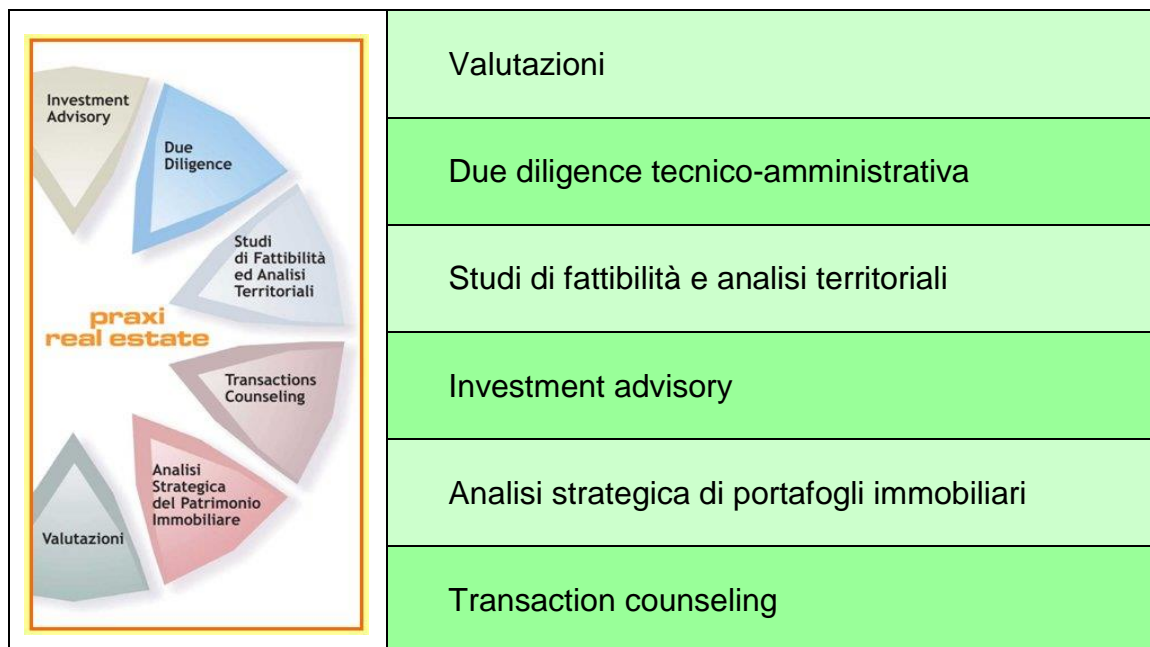 Investment
Advisory
Due
Diligence
Studi
di Fattibilità
ed Analisi
Territoriali
praxi
real estate
Transactions
Counseling
Analisi
Strategica
del Patrimonio
Immobiliare
Valutazioni
Valutazioni
Due diligence tecnico-amministrativa
Studi di fattibilità e analisi territoriali
Investment advisory
Analisi strategica di portafogli immobiliari
Transaction counseling